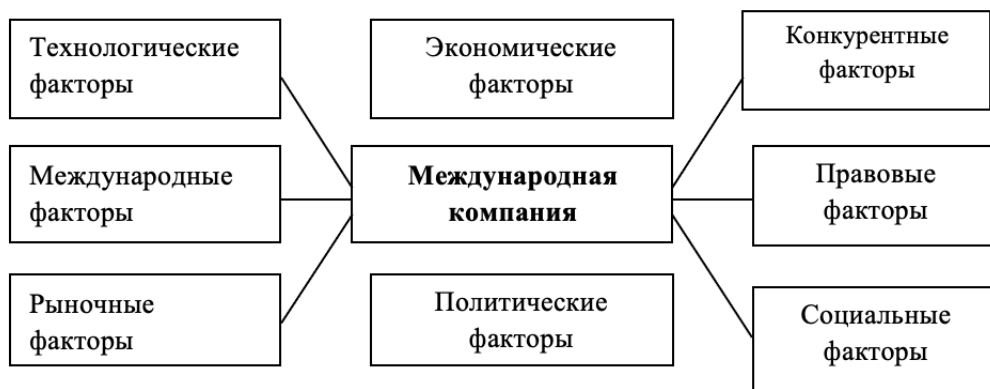 Технологические
факторы
Экономические
факторы
Конкурентные
факторы
Международные
факторы
Международная
компания
Правовые
факторы
Рыночные
факторы
Политические
факторы
Социальные
факторы